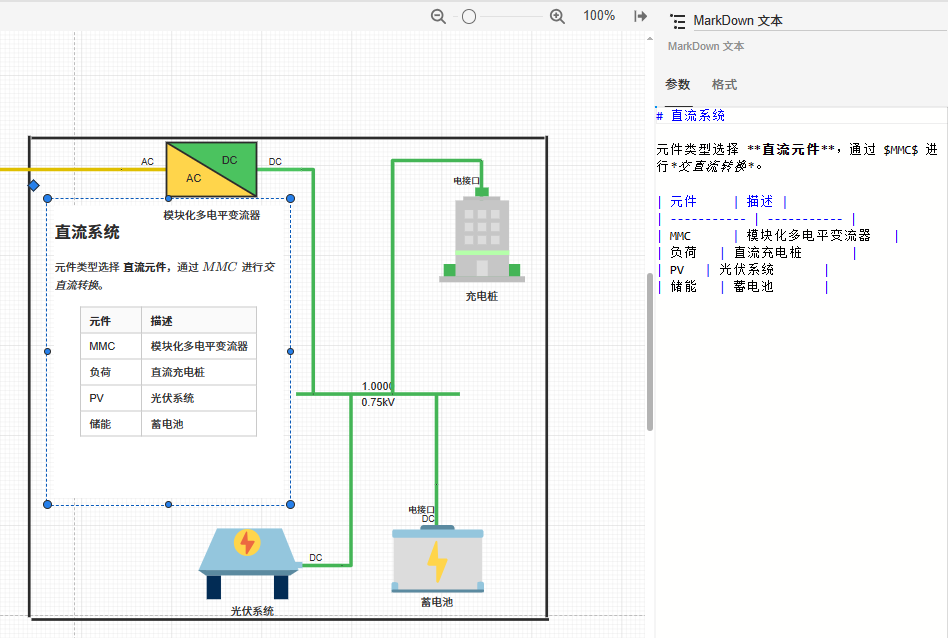 100%
MarkDown 文本
MarkDown 文本
参数 格式
AC
DC
AC
DC
模块化多电平变流器
直流系统
元件类型选择 直流元件，通过 MMC 进行交
直流转换。
元件 描述
MMC 模块化多电平变流器
负荷 直流充电桩
PV 光伏系统
储能 蓄电池
电接口
充电桩
1.0000
0.75kV
电接口
DC
蓄电池
DC
光伏系统
# 直流系统
元件类型选择 **直流元件**，通过 $MMC$ 进
行*交直流转换*。
| 元件 | 描述 |
| ----------- | ----------- |
| MMC | 模块化多电平变流器 |
| 负荷 | 直流充电桩 |
| PV | 光伏系统 |
| 储能 | 蓄电池 |